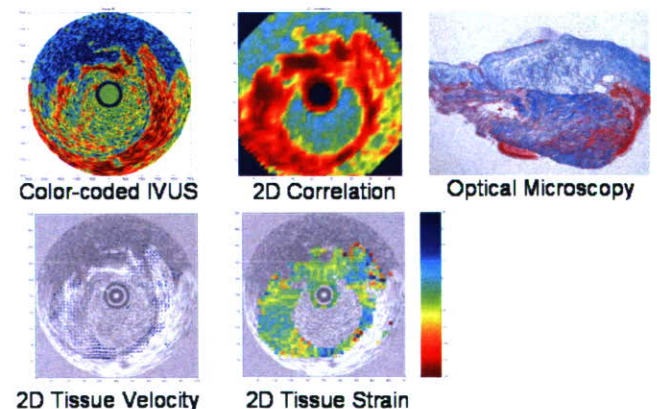 Color-coded IVUS
2D Correlation
Optical Microscopy
2D Tissue Velocity
2D Tissue Strain